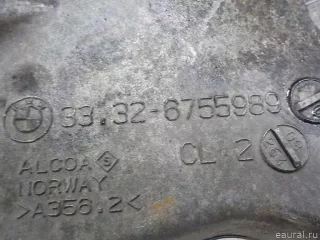 33.32-6755989
CL 2
ALCOA S
NORWAY
>A356.2<
eaural.ru